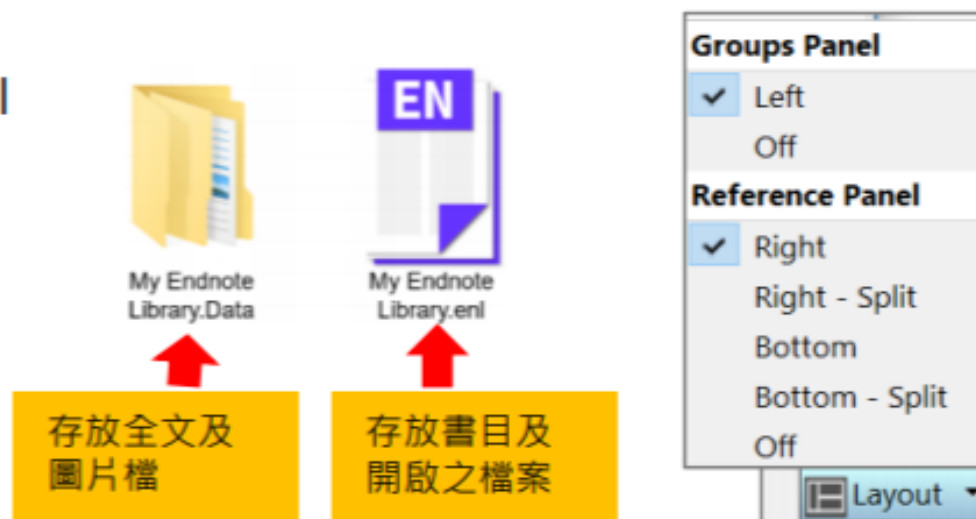 EN
My Endnote
Library.Data
My Endnote
Library.enl
存放全文及
圖片檔
存放書目及
開啟之檔案
Groups Panel
Left
Off
Reference Panel
Right
Right - Split
Bottom
Bottom - Split
Off
Layout